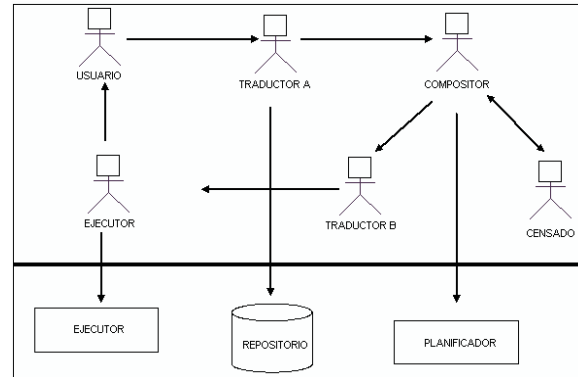 USUARIO
TRADUCTOR A
COMPOSITOR
EJECUTOR
TRADUCTOR B
CENSADO
EJECUTOR
REPOSITORIO
PLANIFICADOR